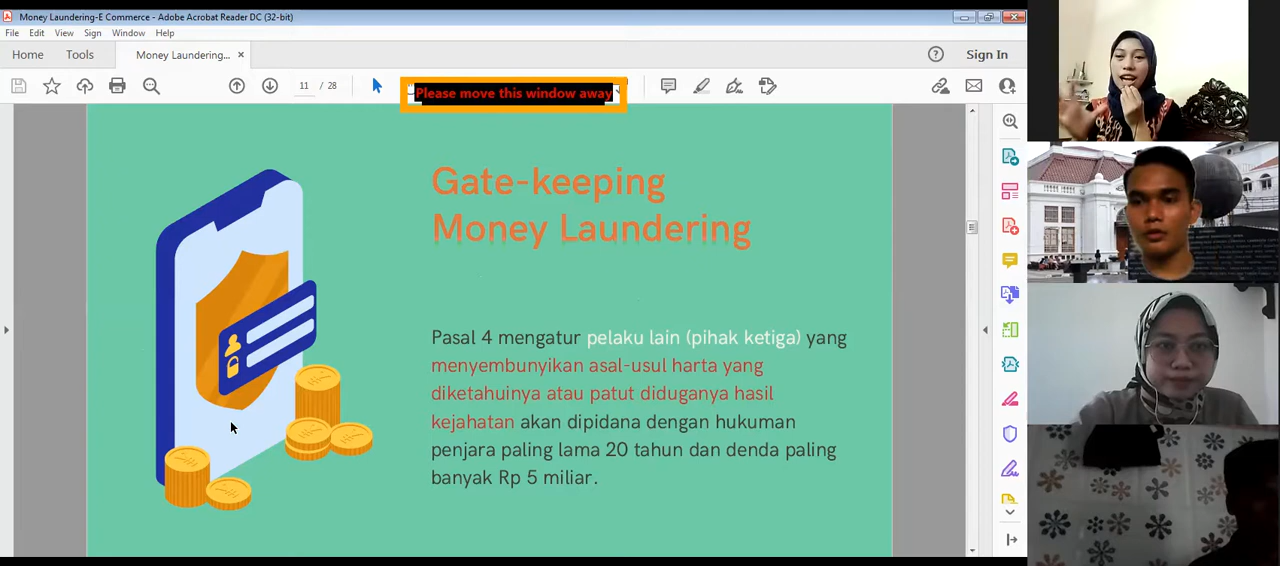 Money Laundering-E Commerce - Adobe Acrobat Reader DC (32-bit)
File Edit View Sign Window Help
Home Tools Money Laundering... × Sign In
11 / 28
Please move this window away
Gate-keeping
Money Laundering
Pasal 4 mengatur pelaku lain (pihak ketiga) yang
menyembunyikan asal-usul harta yang
diketahuinya atau patut diduganya hasil
kejahatan akan dipidana dengan hukuman
penjara paling lama 20 tahun dan denda paling
banyak Rp 5 miliar.